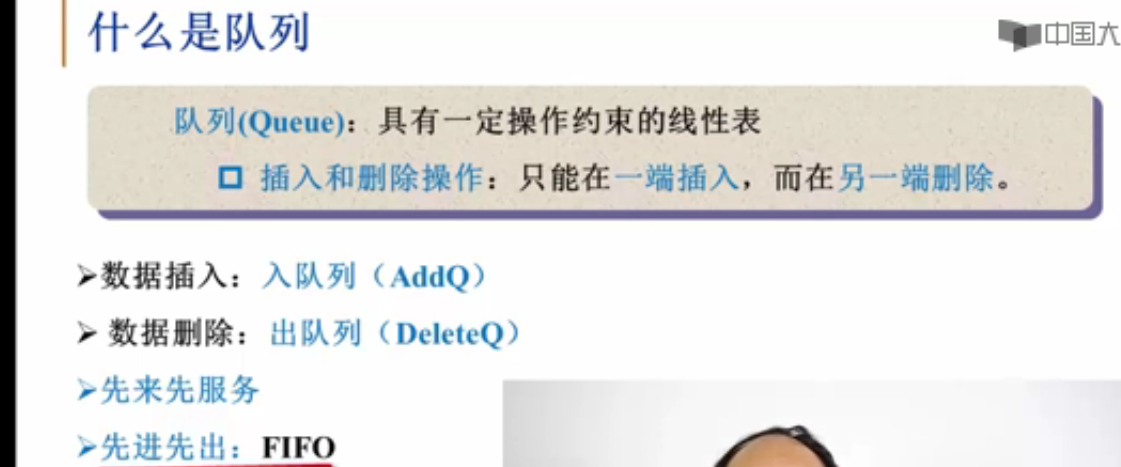 什么是队列
中国大
队列(Queue)：具有一定操作约束的线性表
插入和删除操作：只能在一端插入，而在另一端删除。
数据插入：入队列（AddQ）
数据删除：出队列（DeleteQ）
先来先服务
先进先出：FIFO